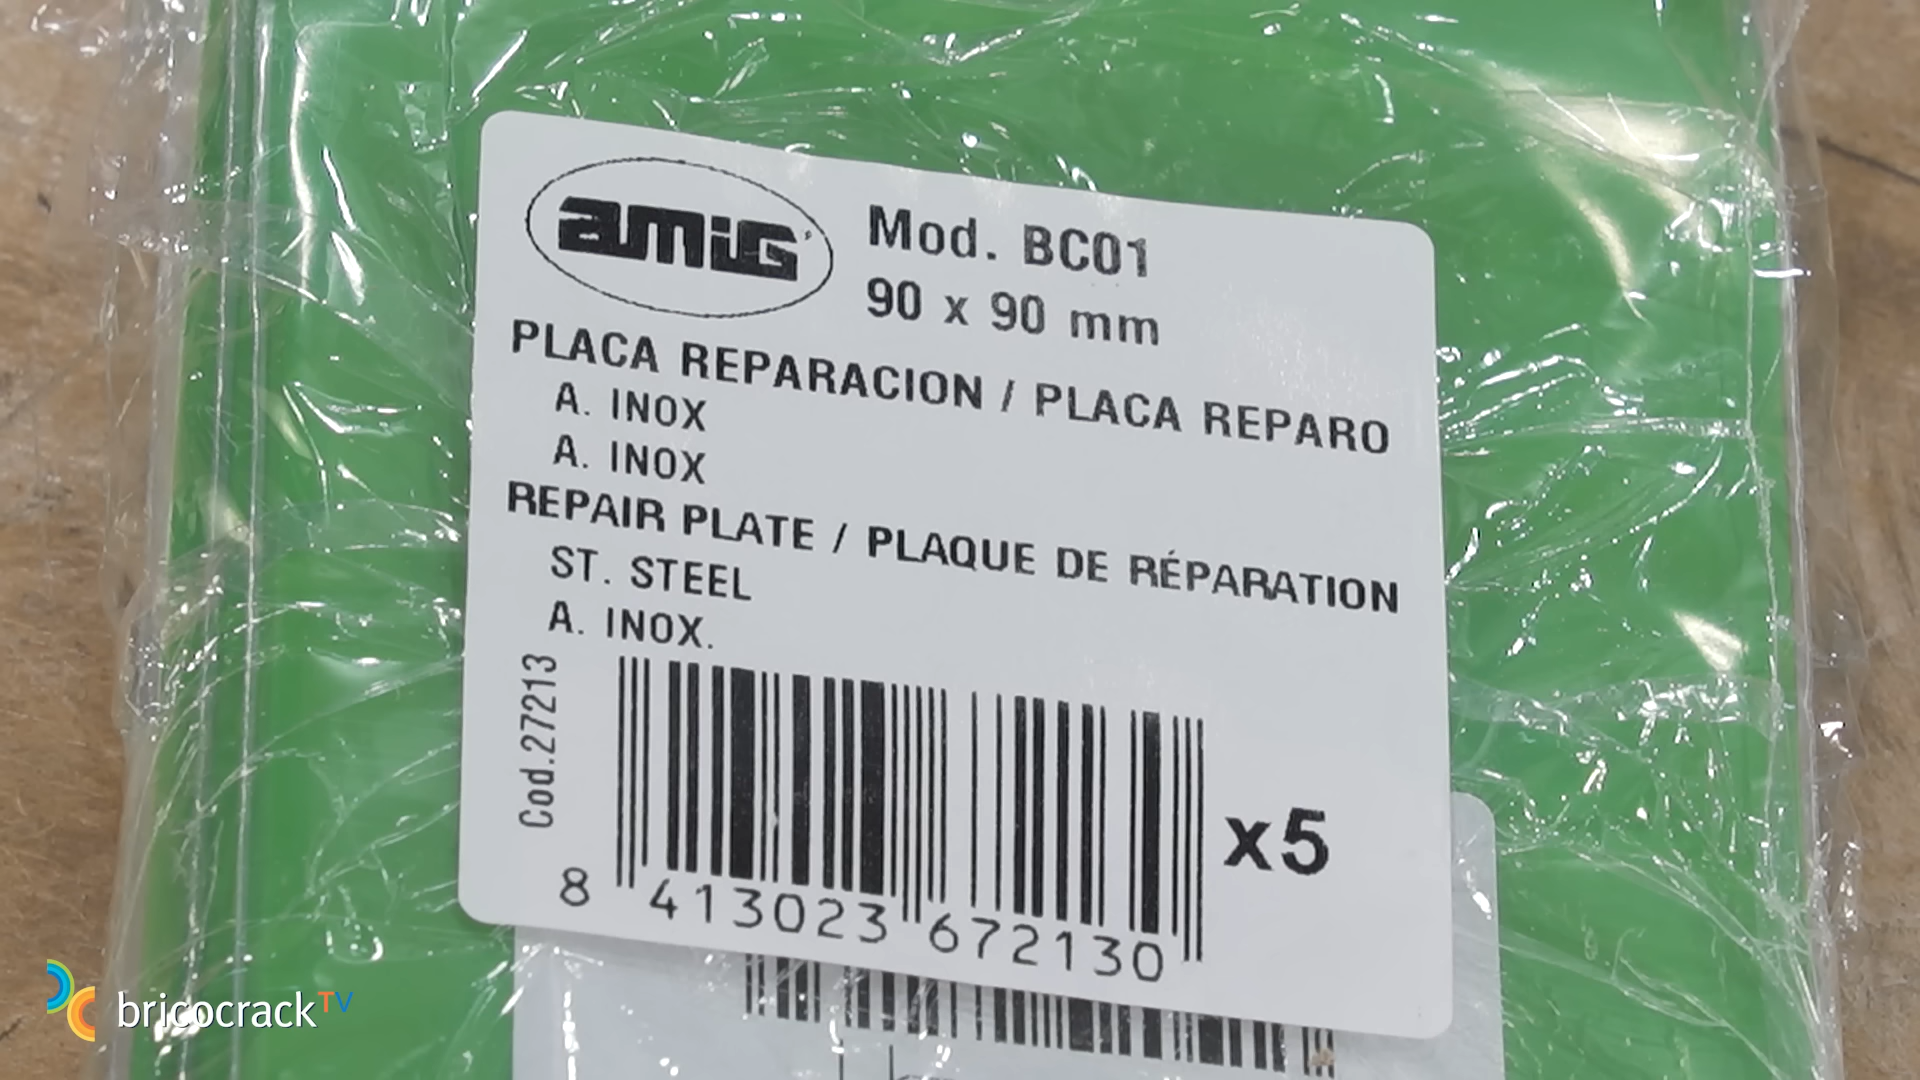 amig
Mod. BC01
90 x 90 mm
PLACA REPARACION / PLACA REPARO
A. INOX
A. INOX
REPAIR PLATE / PLAQUE DE RÉPARATION
ST. STEEL
A. INOX.
Cod.27213
x5
8 413023 672130
bricocrackTV